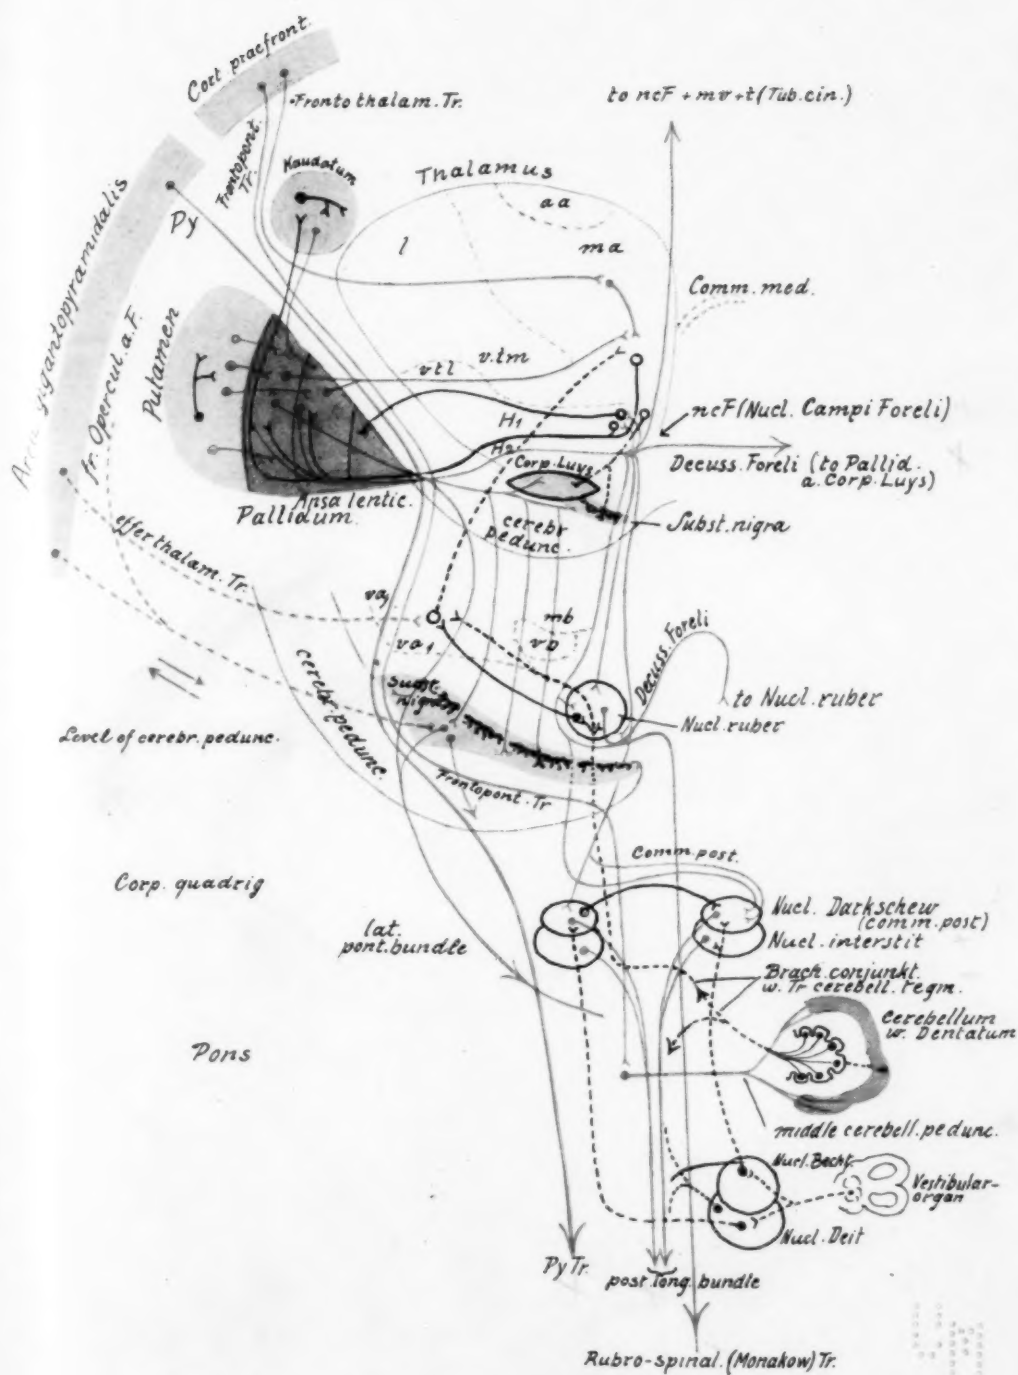 Cort praefront.
Fronto thalam. Tr.
to ncF + mv + t (Tub. cin.)
Frontopont. Tr.
Kaudatum
Thalamus
aa
Py
l
ma
Area gigantopyramidalis
fr. Opercul. a. F.
Putamen
Comm. med.
vtl
v.tm
H1
H2
ncF (Nucl. Campi Foreli)
Corp. Luys
Decuss. Foreli (to Pallid.
a. Corp. Luys)
Ansa lentic.
Pallidum
cerebr
pedunc.
Subst. nigra
effer thalam. Tr.
va1
mb
vb
Decuss. Foreli
cerebr. pedunc.
subst.
nigra
to Nucl. ruber
Nucl. ruber
Level of cerebr. pedunc.
Frontopont. Tr
Comm. post.
Corp. quadrig
lat.
pont. bundle
Nucl. Darkschew
(comm. post)
Nucl. interstit
Brach. conjunkt.
w. Tr cerebell. tegm.
Cerebellum
w. Dentatum
Pons
middle cerebell. pedunc.
Nucl. Becht.
Vestibular-
organ
Nucl. Deit
Py Tr.
post. long. bundle
Rubro-spinal. (Monakow) Tr.